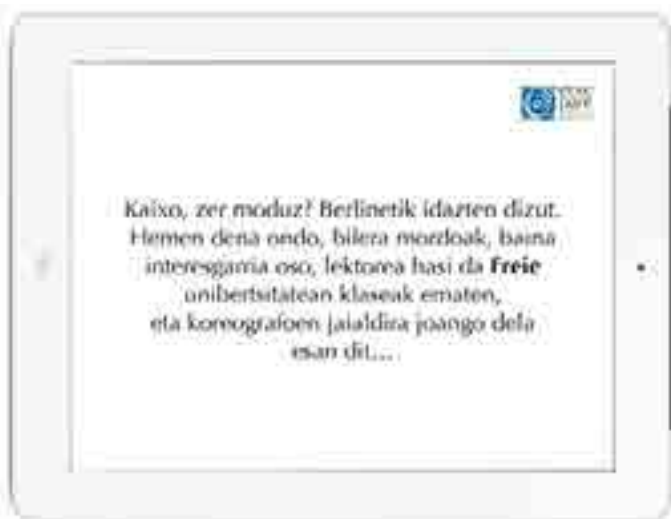 Kaixo, zer moduz? Berlinetik idazten dizut.
Hemen dena ondo, bilera mordoak, baina
interesgarria oso, lektorea hasi da Freie
unibertsitatean klaseak ematen,
eta koreografoen jaialdira joango dela
esan dit...